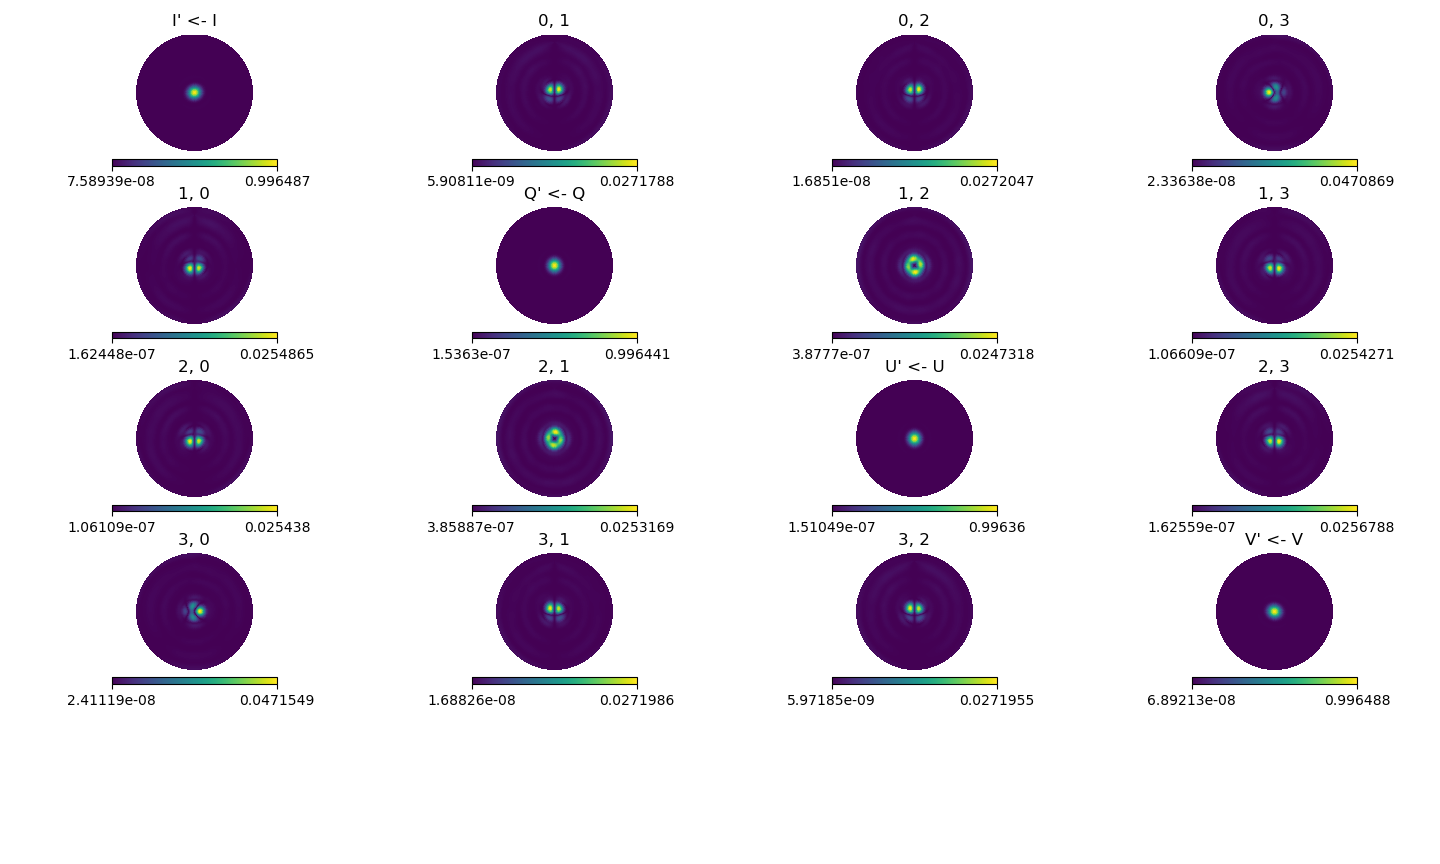 I' <- I 0, 1 0, 2 0, 3
7.58939e-08 0.996487 5.90811e-09 0.0271788 1.6851e-08 0.0272047 2.33638e-08 0.0470869
1, 0 Q' <- Q 1, 2 1, 3
1.62448e-07 0.0254865 1.5363e-07 0.996441 3.8777e-07 0.0247318 1.06609e-07 0.0254271
2, 0 2, 1 U' <- U 2, 3
1.06109e-07 0.025438 3.85887e-07 0.0253169 1.51049e-07 0.99636 1.62559e-07 0.0256788
3, 0 3, 1 3, 2 V' <- V
2.41119e-08 0.0471549 1.68826e-08 0.0271986 5.97185e-09 0.0271955 6.89213e-08 0.996488